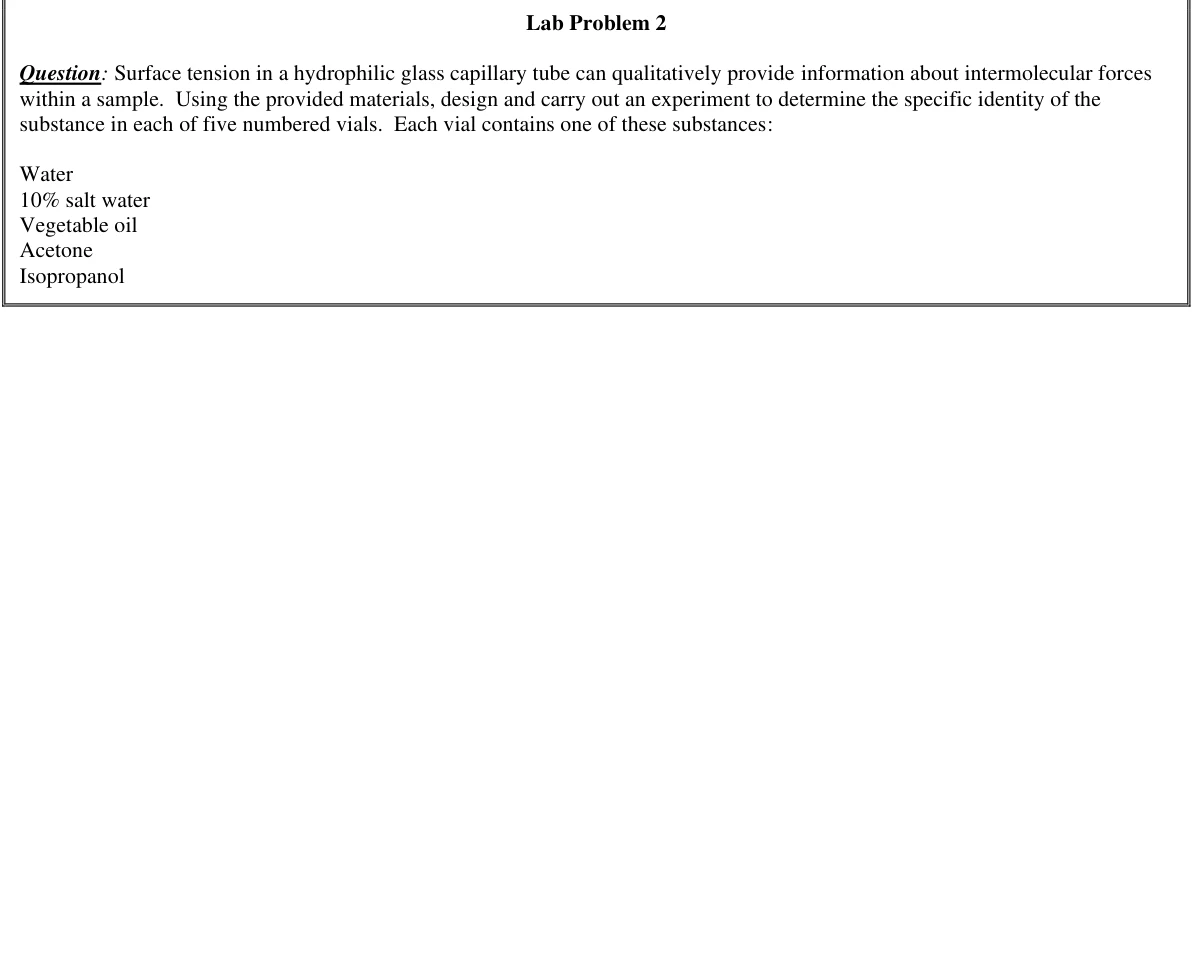 Lab Problem 2
Question: Surface tension in a hydrophilic glass capillary tube can qualitatively provide information about intermolecular forces
within a sample.  Using the provided materials, design and carry out an experiment to determine the specific identity of the
substance in each of five numbered vials.  Each vial contains one of these substances:
Water
10% salt water
Vegetable oil
Acetone
Isopropanol